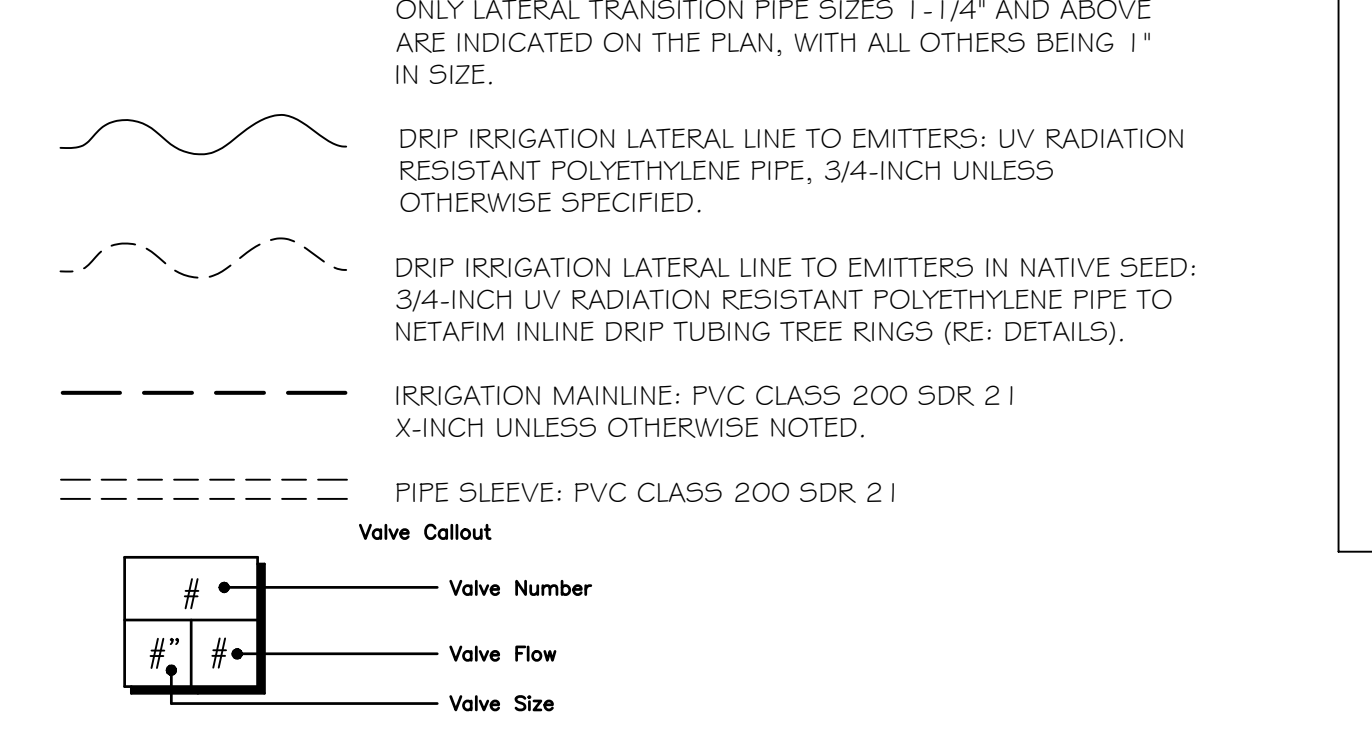 ONLY LATERAL TRANSITION PIPE SIZES 1-1/4" AND ABOVE
ARE INDICATED ON THE PLAN, WITH ALL OTHERS BEING 1"
IN SIZE.
DRIP IRRIGATION LATERAL LINE TO EMITTERS: UV RADIATION
RESISTANT POLYETHYLENE PIPE, 3/4-INCH UNLESS
OTHERWISE SPECIFIED.
DRIP IRRIGATION LATERAL LINE TO EMITTERS IN NATIVE SEED:
3/4-INCH UV RADIATION RESISTANT POLYETHYLENE PIPE TO
NETAFIM INLINE DRIP TUBING TREE RINGS (RE: DETAILS).
IRRIGATION MAINLINE: PVC CLASS 200 SDR 21
X-INCH UNLESS OTHERWISE NOTED.
PIPE SLEEVE: PVC CLASS 200 SDR 21
Valve Callout
# Valve Number
#" # Valve Flow
Valve Size